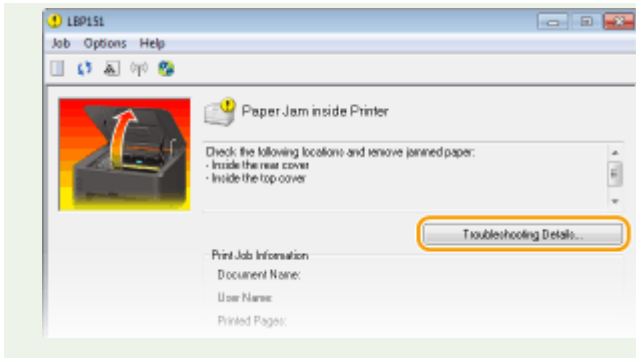 LBP151
Job Options Help
Paper Jam inside Printer
Check the following locations and remove jammed paper:
- Inside the rear cover
- Inside the top cover
Troubleshooting Details...
Print Job Information
Document Name:
User Name:
Printed Pages: